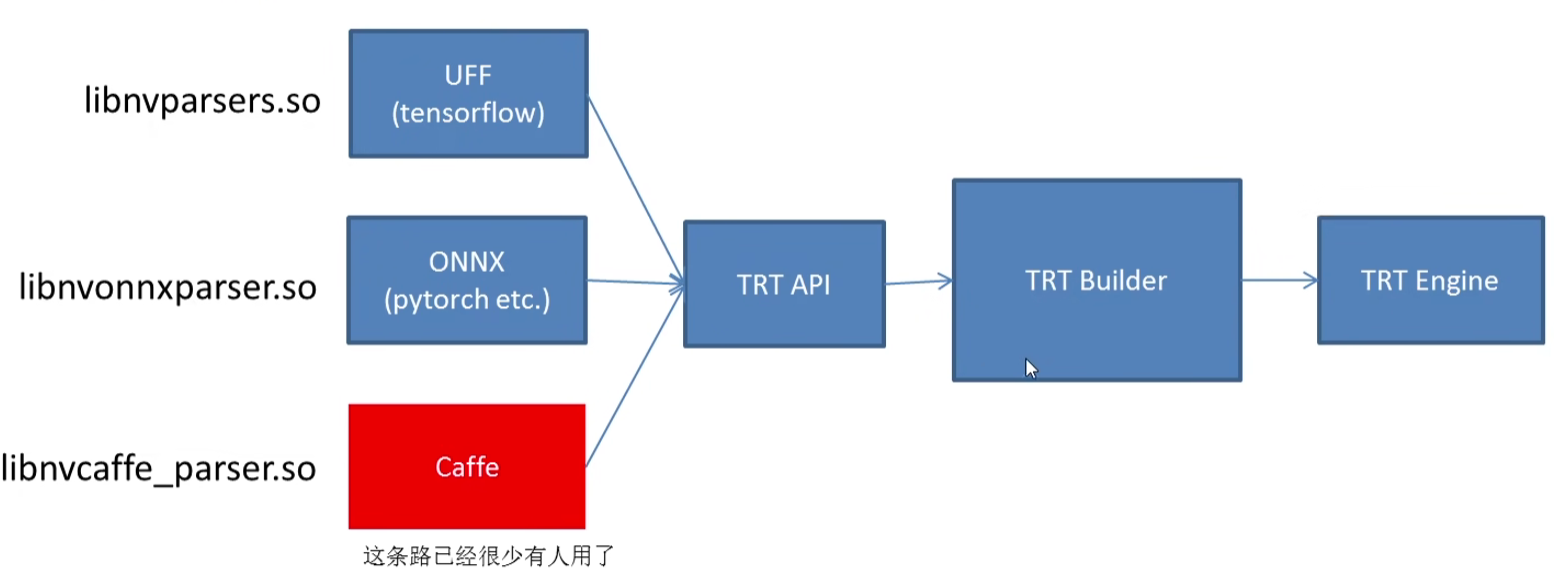 libnvparsers.so
UFF
(tensorflow)
libnvonnxparser.so
ONNX
(pytorch etc.)
TRT API
TRT Builder
TRT Engine
libnvcaffe_parser.so
Caffe
这条路已经很少有人用了